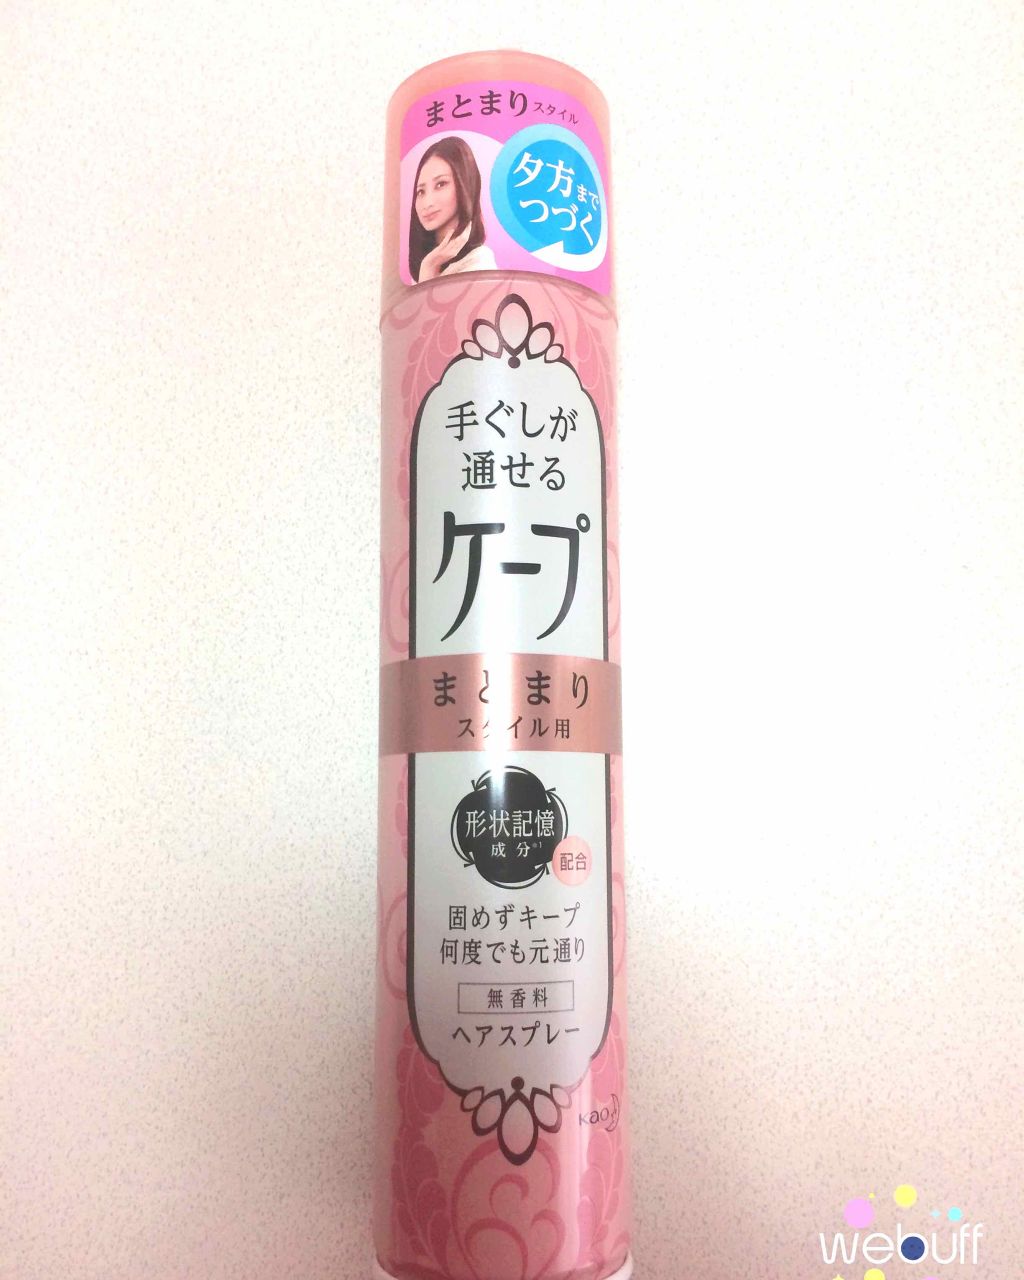 まとまりスタイル
夕方まで
つづく
手ぐしが
通せる
ケープ
まとまり
スタイル用
形状記憶
成分※1
配合
固めずキープ
何度でも元通り
無香料
ヘアスプレー
Kao
webuff